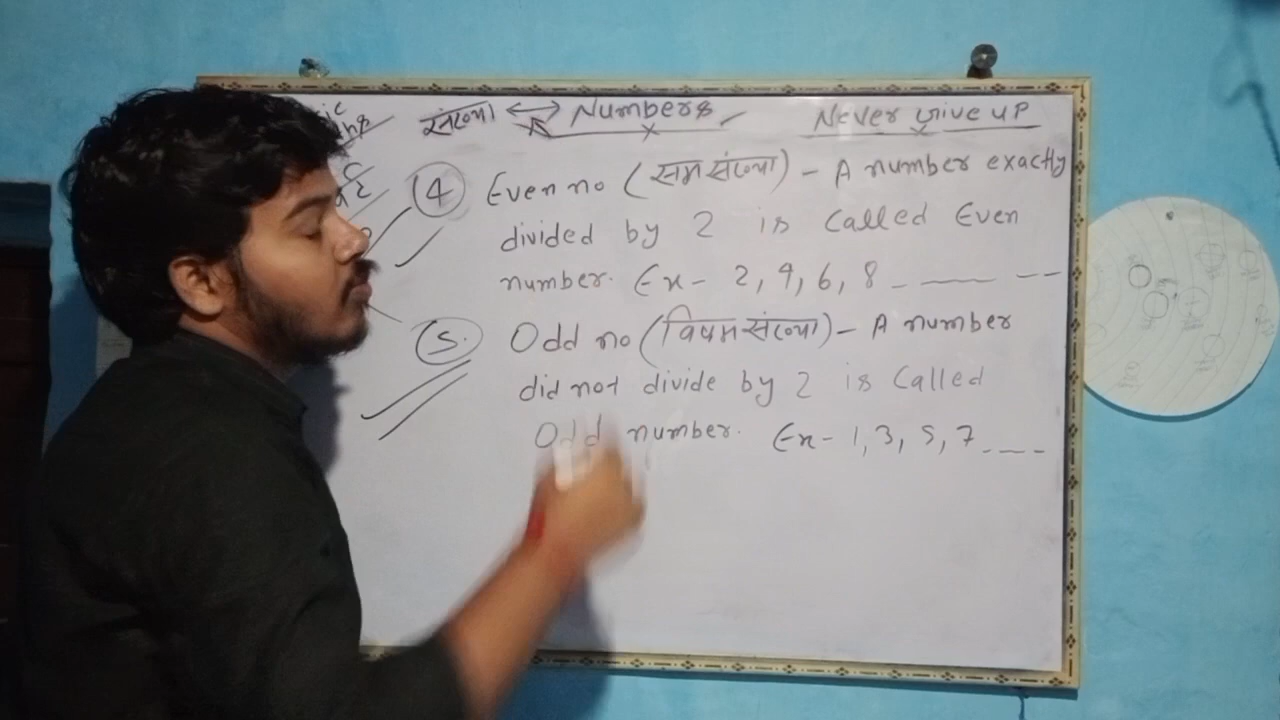 संख्या ↔ Numbers
Never Give up
④ Even no (सम संख्या) - A number exactly
divided by 2 is called Even
number. Ex - 2, 4, 6, 8 - --- --
⑤ Odd no (विषम संख्या) - A number
did not divide by 2 is called
Odd number. Ex - 1, 3, 5, 7 ---